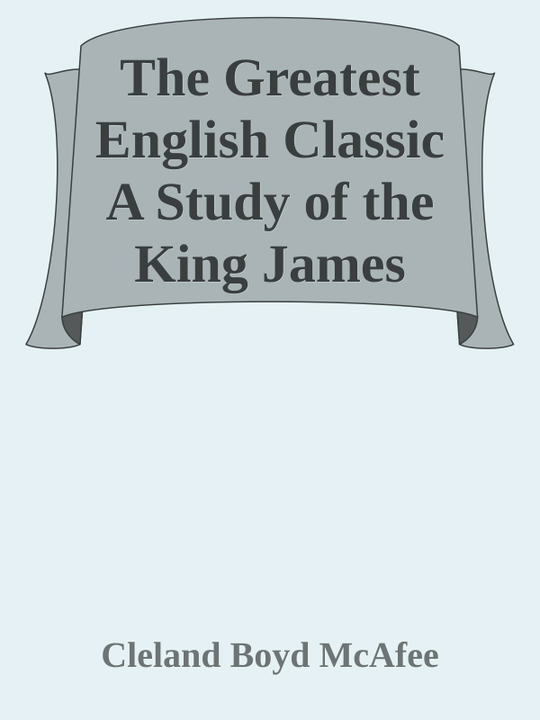 The Greatest
English Classic
A Study of the
King James
Cleland Boyd McAfee